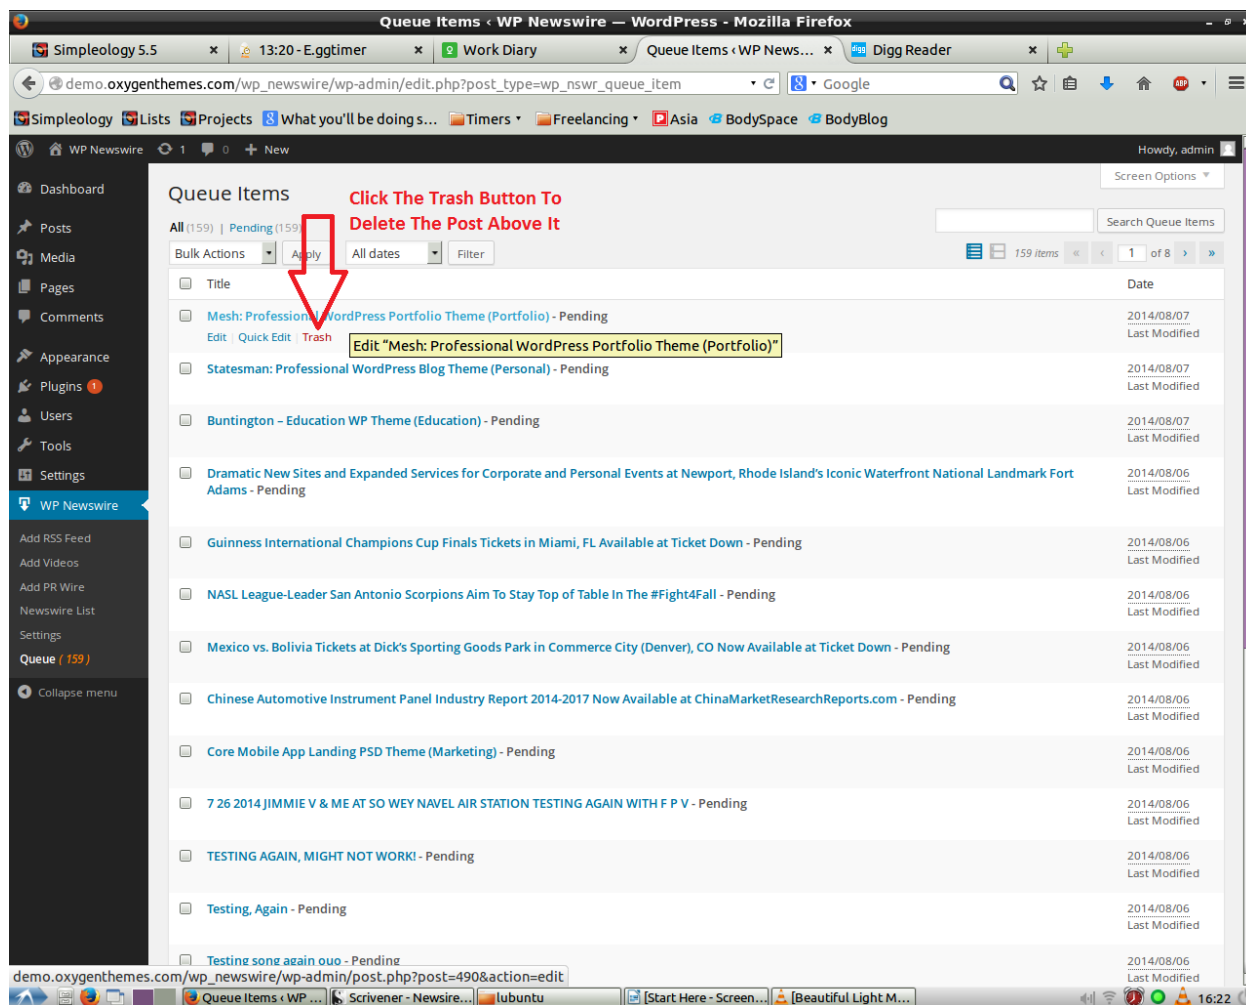 Queue Items ‹ WP Newswire — WordPress - Mozilla Firefox
Simpleology 5.5 × 13:20 - E.ggtimer × Work Diary × Queue Items ‹ WP News... × Digg Reader ×
demo.oxygenthemes.com/wp_newswire/wp-admin/edit.php?post_type=wp_nswr_queue_item Google ABP
Simpleology Lists Projects What you'll be doing s... Timers Freelancing Asia BodySpace BodyBlog
WP Newswire 1 0 + New Howdy, admin
Screen Options
Dashboard
Posts
Media
Pages
Comments
Appearance
Plugins 1
Users
Tools
Settings
WP Newswire
Add RSS Feed
Add Videos
Add PR Wire
Newswire List
Settings
Queue ( 159 )
Collapse menu
Queue Items
Click The Trash Button To
Delete The Post Above It
All (159) | Pending (159)
Search Queue Items
Bulk Actions Apply All dates Filter 159 items « ‹ 1 of 8 › »
Title Date
Mesh: Professional WordPress Portfolio Theme (Portfolio) - Pending 2014/08/07
Edit | Quick Edit | Trash Last Modified
Edit “Mesh: Professional WordPress Portfolio Theme (Portfolio)”
Statesman: Professional WordPress Blog Theme (Personal) - Pending 2014/08/07
Last Modified
Buntington – Education WP Theme (Education) - Pending 2014/08/07
Last Modified
Dramatic New Sites and Expanded Services for Corporate and Personal Events at Newport, Rhode Island’s Iconic Waterfront National Landmark Fort 2014/08/06
Adams - Pending Last Modified
Guinness International Champions Cup Finals Tickets in Miami, FL Available at Ticket Down - Pending 2014/08/06
Last Modified
NASL League-Leader San Antonio Scorpions Aim To Stay Top of Table In The #Fight4Fall - Pending 2014/08/06
Last Modified
Mexico vs. Bolivia Tickets at Dick’s Sporting Goods Park in Commerce City (Denver), CO Now Available at Ticket Down - Pending 2014/08/06
Last Modified
Chinese Automotive Instrument Panel Industry Report 2014-2017 Now Available at ChinaMarketResearchReports.com - Pending 2014/08/06
Last Modified
Core Mobile App Landing PSD Theme (Marketing) - Pending 2014/08/06
Last Modified
7 26 2014 JIMMIE V & ME AT SO WEY NAVEL AIR STATION TESTING AGAIN WITH F P V - Pending 2014/08/06
Last Modified
TESTING AGAIN, MIGHT NOT WORK! - Pending 2014/08/06
Last Modified
Testing, Again - Pending 2014/08/06
Last Modified
Testing song again ouo - Pending 2014/08/06
Last Modified
demo.oxygenthemes.com/wp_newswire/wp-admin/post.php?post=490&action=edit
Queue Items ‹ WP ... Scrivener - Newsire... lubuntu [Start Here - Screen... [Beautiful Light M... 16:22